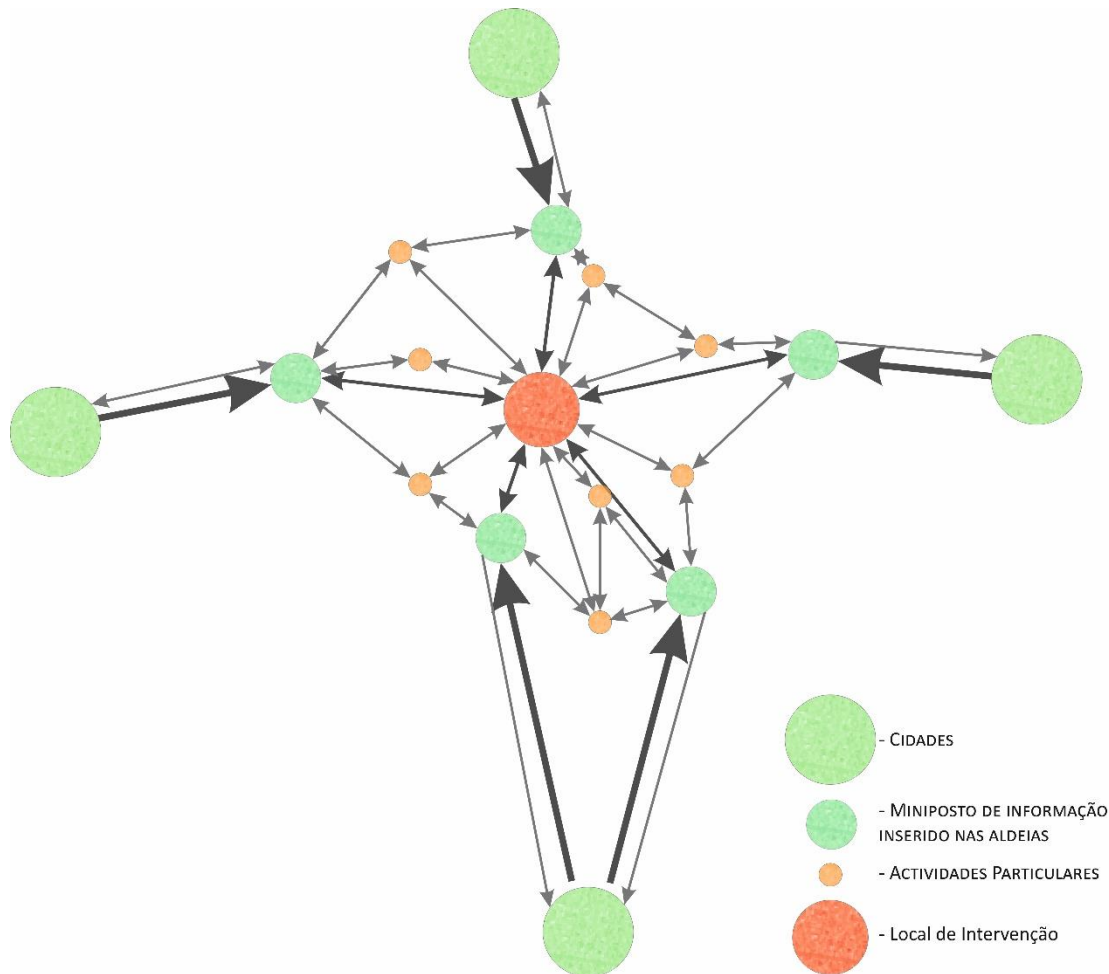 - CIDADES
- MINIPOSTO DE INFORMAÇÃO
INSERIDO NAS ALDEIAS
- ACTIVIDADES PARTICULARES
- Local de Intervenção